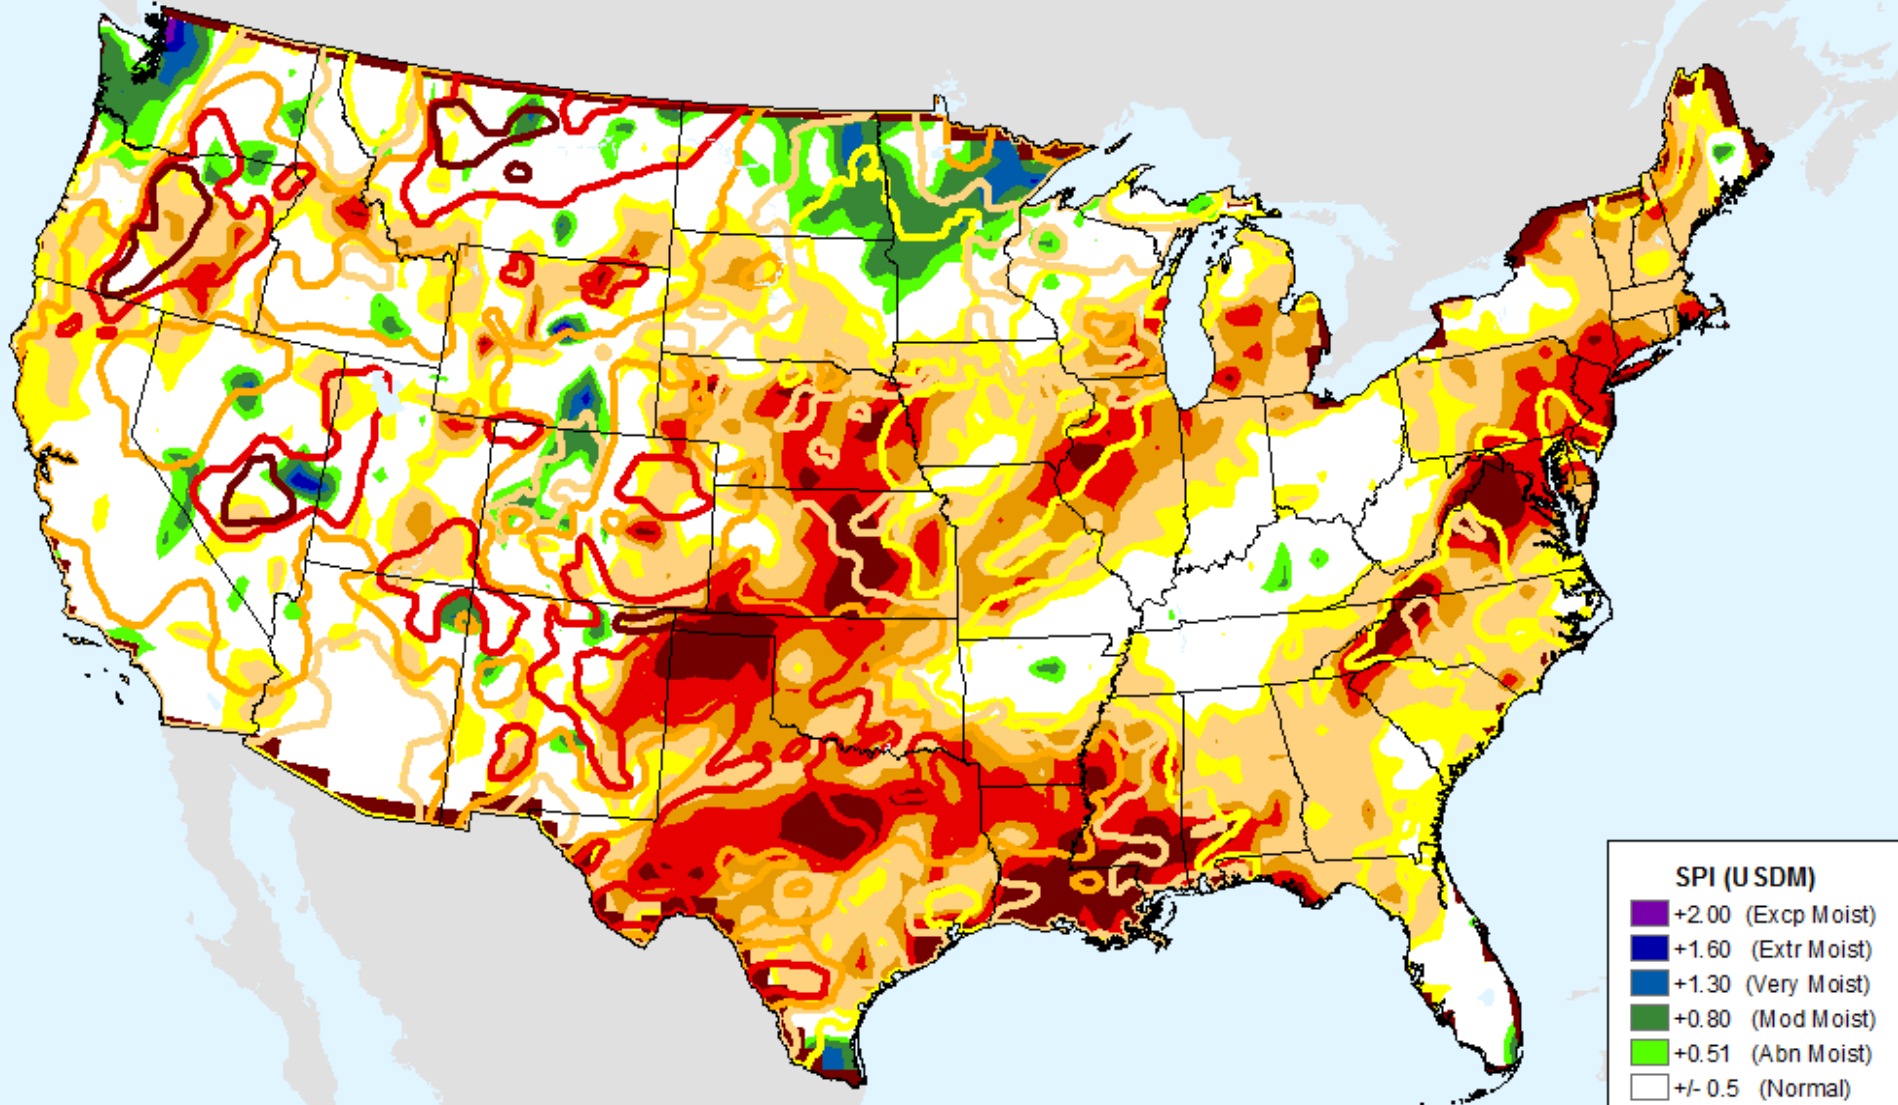 SPI (USDM)
+2.00 (Excp Moist)
+1.60 (Extr Moist)
+1.30 (Very Moist)
+0.80 (Mod Moist)
+0.51 (Abn Moist)
+/- 0.5 (Normal)